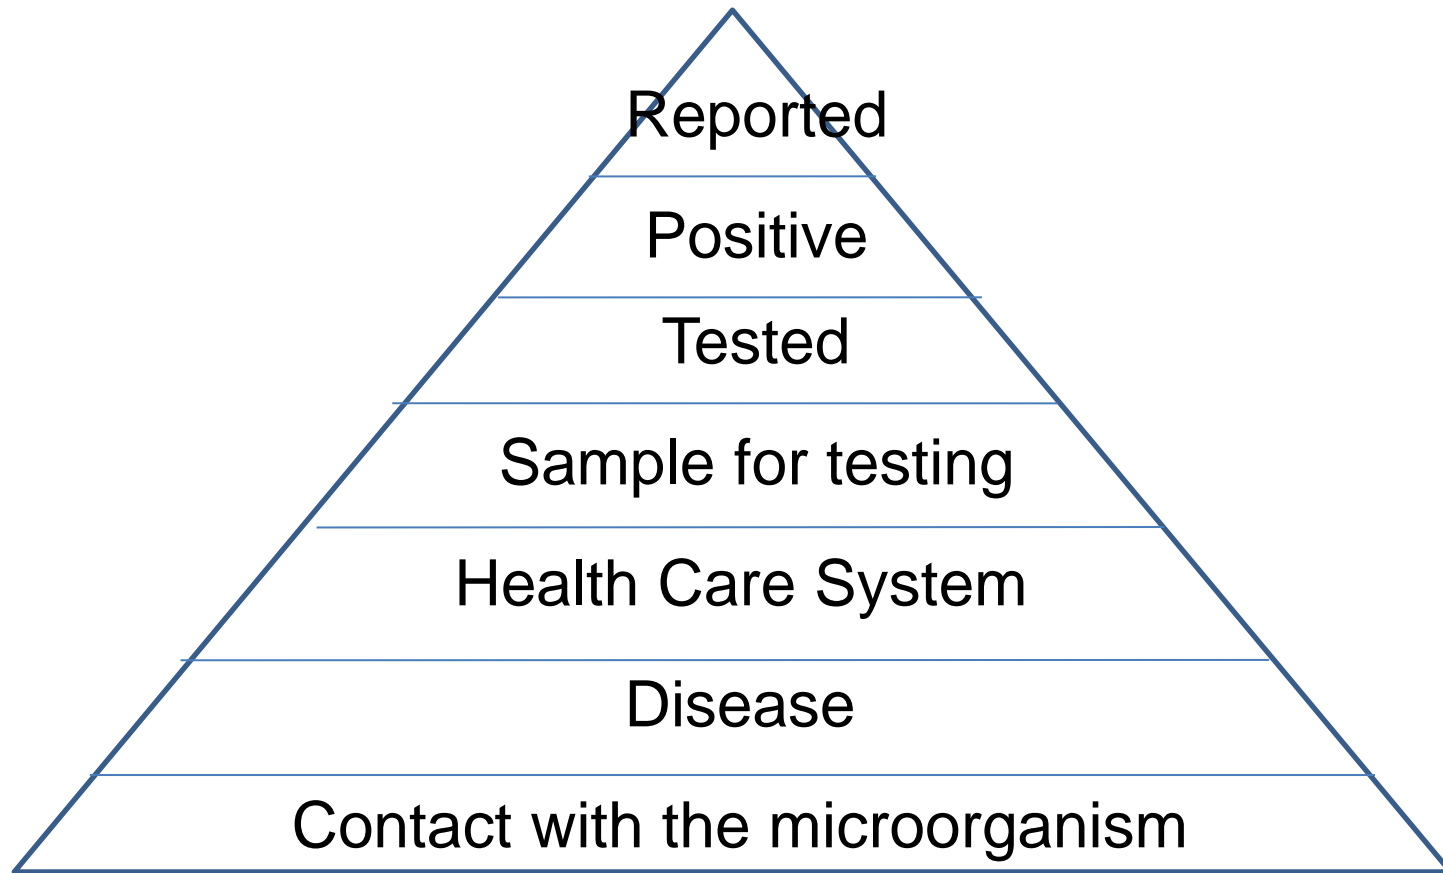 Reported
Positive
Tested
Sample for testing
Health Care System
Disease
Contact with the microorganism